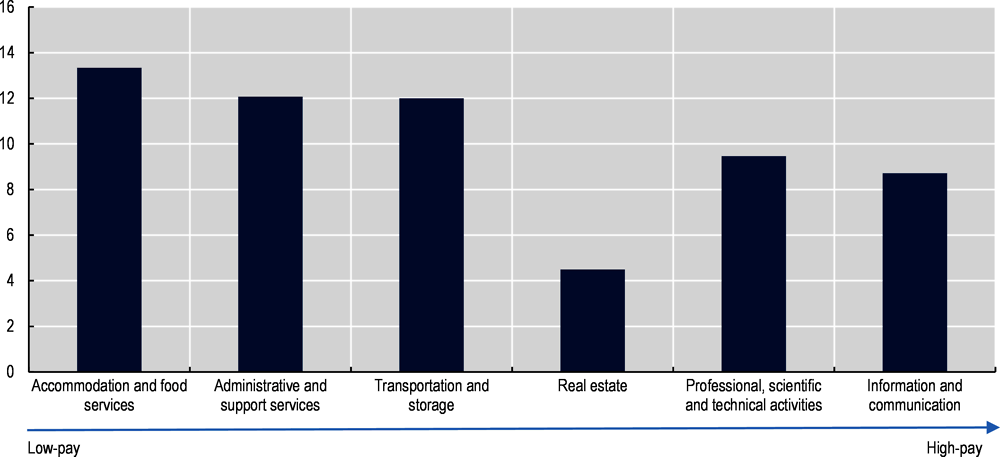 16
14
12
10
8
6
4
2
0
Accommodation and food
services
Administrative and
support services
Transportation and
storage
Real estate
Professional, scientific
and technical activities
Information and
communication
Low-pay
High-pay